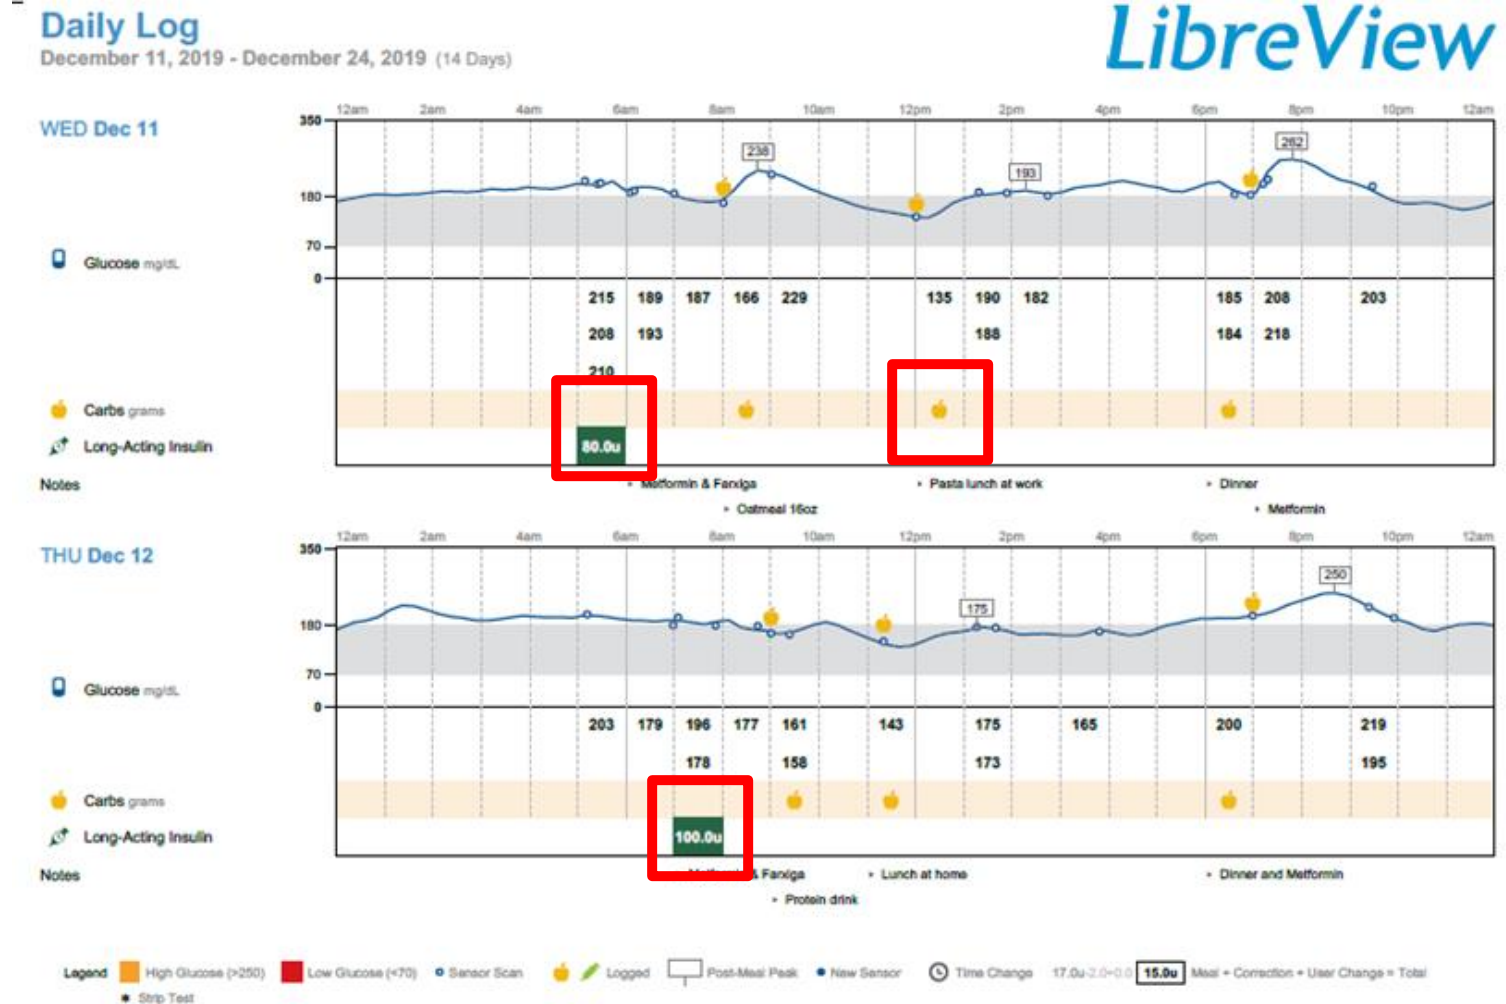 Daily Log
LibreView
December 11, 2019 - December 24, 2019 (14 Days)
WED Dec 11
12am 2am 4am 6am 8am 10am 12pm 2pm 4pm 6pm 8pm 10pm 12am
350
238
193
262
180
70
0
Glucose mg/dL
215 189 187 166 229 135 190 182 185 208 203
208 193 188 184 218
210
Carbs grams
Long-Acting Insulin
80.0u
Notes
Metformin & Farxiga
Pasta lunch at work
Dinner
Oatmeal 16oz
Metformin
THU Dec 12
12am 2am 4am 6am 8am 10am 12pm 2pm 4pm 6pm 8pm 10pm 12am
350
250
175
180
70
0
Glucose mg/dL
203 179 196 177 161 143 175 165 200 219
178 158 173 195
Carbs grams
Long-Acting Insulin
100.0u
Notes
& Farxiga
Lunch at home
Dinner and Metformin
Protein drink
Legend High Glucose (>250) Low Glucose (<70) Sensor Scan Logged Post-Meal Peak New Sensor Time Change 17.0u-2.0+0.0 15.0u Meal + Correction + User Change = Total
Strip Test